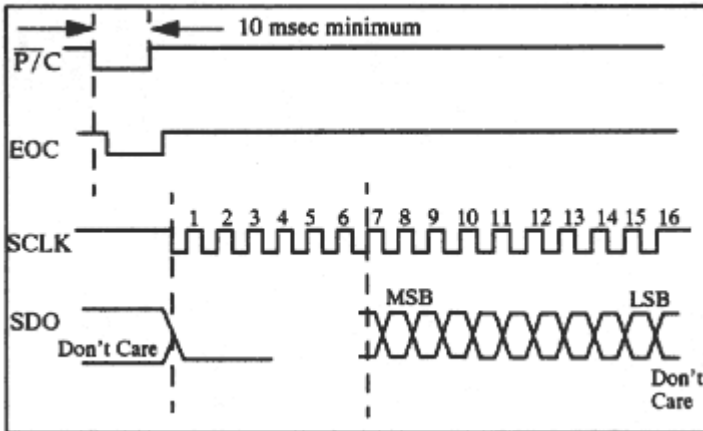 10 msec minimum
P/C
EOC
1 2 3 4 5 6 7 8 9 10 11 12 13 14 15 16
SCLK
MSB LSB
SDO
Don't Care
Don't
Care